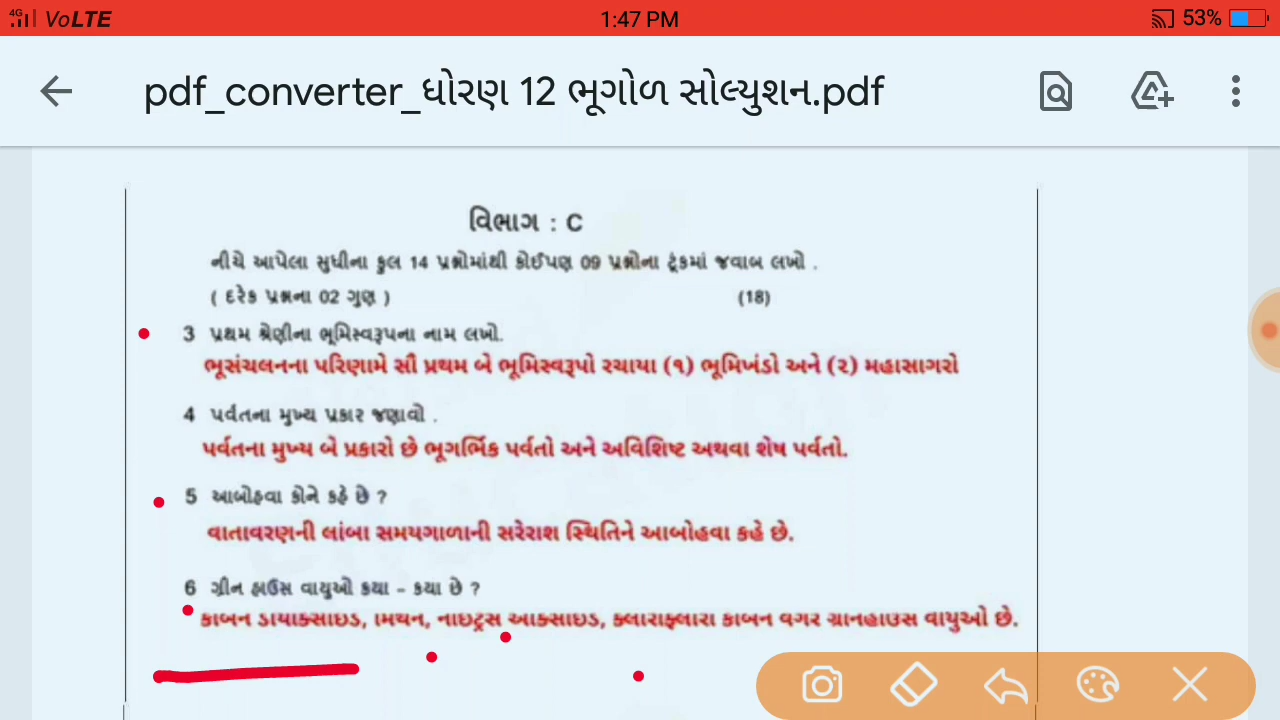 4G VoLTE 1:47 PM 53%
pdf_converter_ધોરણ 12 ભૂગોળ સોલ્યુશન.pdf
વિભાગ : C
નીચે આપેલા સુધીના કુલ 14 પ્રશ્નોમાંથી કોઈપણ 09 પ્રશ્નોના ટૂંકમાં જવાબ લખો .
( દરેક પ્રશ્નના 02 ગુણ ) (18)
3 પ્રથમ શ્રેણીના ભૂમિસ્વરૂપના નામ લખો.
ભૂસંચલનના પરિણામે સૌ પ્રથમ બે ભૂમિસ્વરૂપો રચાયા (૧) ભૂમિખંડો અને (૨) મહાસાગરો
4 પર્વતના મુખ્ય પ્રકાર જણાવો .
પર્વતના મુખ્ય બે પ્રકારો છે ભૂગર્ભિક પર્વતો અને અવિશિષ્ટ અથવા શેષ પર્વતો.
5 આબોહવા કોને કહે છે ?
વાતાવરણની લાંબા સમયગાળાની સરેરાશ સ્થિતિને આબોહવા કહે છે.
6 ગ્રીન હાઉસ વાયુઓ કયા – કયા છે ?
કાબન ડાયાક્સાઇડ, મિથન, નાઇટ્રસ આક્સાઇડ, ક્લારાફ્લારા કાબન વગર ગ્રાનહાઉસ વાયુઓ છે.